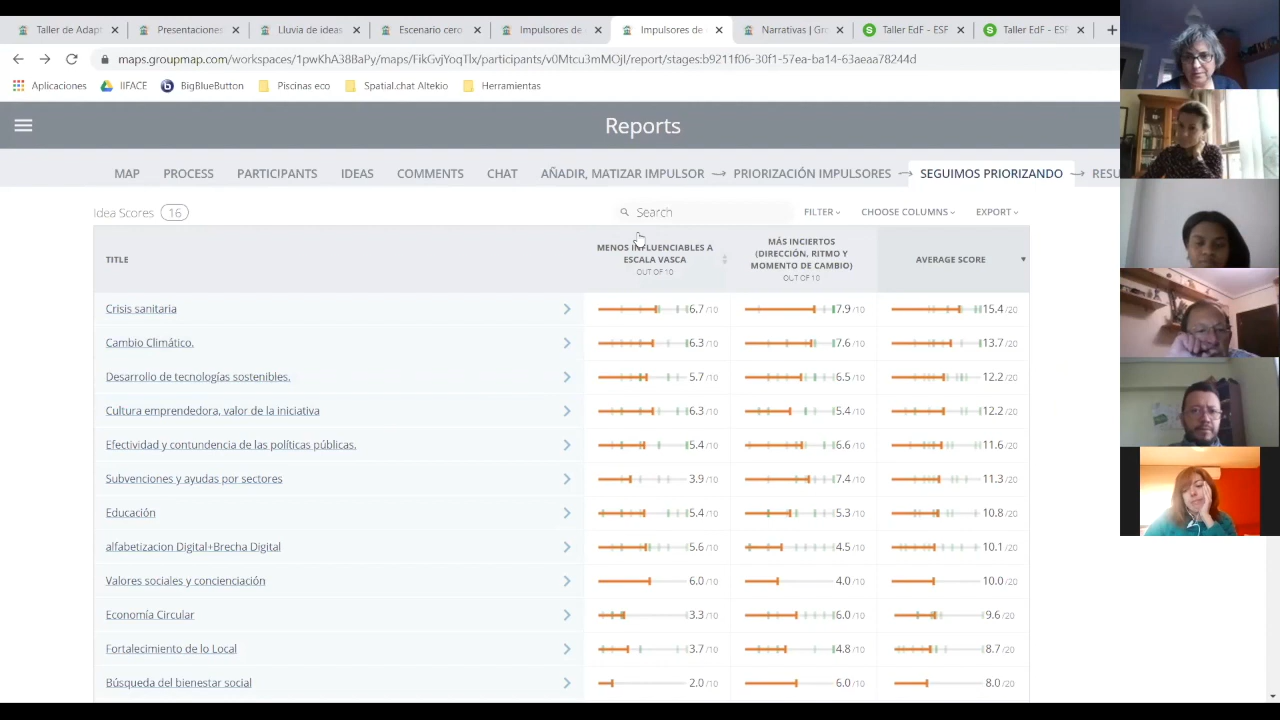 Taller de Adapt
Presentaciones
Lluvia de ideas
Escenario cero
Impulsores de
Impulsores de
Narrativas | Gro
Taller EdF - ESF
Taller EdF - ESF
maps.groupmap.com/workspaces/1pwKhA38BaPy/maps/FikGvjYoqTlx/participants/v0Mtcu3mMOJI/report/stages:b9211f06-30f1-57ea-ba14-63aeaa78244d
Aplicaciones
IIFACE
BigBlueButton
Piscinas eco
Spatial.chat Altekio
Herramientas
Reports
MAP
PROCESS
PARTICIPANTS
IDEAS
COMMENTS
CHAT
AÑADIR, MATIZAR IMPULSOR
PRIORIZACIÓN IMPULSORES
SEGUIMOS PRIORIZANDO
RESU
Idea Scores 16
Search
FILTER
CHOOSE COLUMNS
EXPORT
TITLE
MENOS INFLUENCIABLES A
ESCALA VASCA
OUT OF 10
MÁS INCIERTOS
(DIRECCIÓN, RITMO Y
MOMENTO DE CAMBIO)
OUT OF 10
AVERAGE SCORE
Crisis sanitaria 6.7/10 7.9/10 15.4/20
Cambio Climático. 6.3/10 7.6/10 13.7/20
Desarrollo de tecnologías sostenibles. 5.7/10 6.5/10 12.2/20
Cultura emprendedora, valor de la iniciativa 6.3/10 5.4/10 12.2/20
Efectividad y contundencia de las políticas públicas. 5.4/10 6.6/10 11.6/20
Subvenciones y ayudas por sectores 3.9/10 7.4/10 11.3/20
Educación 5.4/10 5.3/10 10.8/20
alfabetizacion Digital+Brecha Digital 5.6/10 4.5/10 10.1/20
Valores sociales y concienciación 6.0/10 4.0/10 10.0/20
Economía Circular 3.3/10 6.0/10 9.6/20
Fortalecimiento de lo Local 3.7/10 4.8/10 8.7/20
Búsqueda del bienestar social 2.0/10 6.0/10 8.0/20